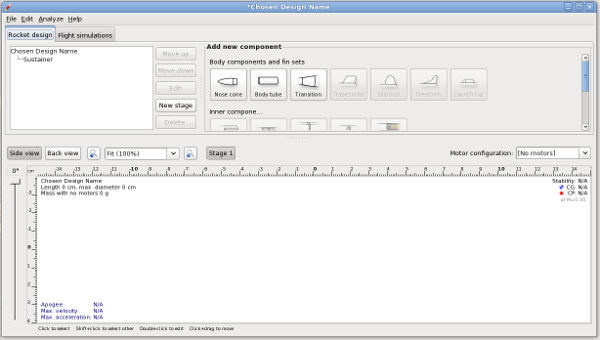 *Chosen Design Name
File Edit Analyze Help
Rocket design Flight simulations
Chosen Design Name
Sustainer
Move up
Move down
Edit
New stage
Delete
Add new component
Body components and fin sets
Nose cone Body tube Transition Trapezoidal Elliptical Freeform Launch lug
Inner compone...
Side view Back view Fit (100%) Stage 1 Motor configuration: [No motors]
0° cm -14 -13 -12 -11 -10 -9 -8 -7 -6 -5 -4 -3 -2 -1 0 1 2 3 4 5 6 7 8 9 10 11 12 13 14
Chosen Design Name
Length 0 cm, max. diameter 0 cm
Mass with no motors 0 g
Stability: N/A
CG: N/A
CP: N/A
at M=0.30
Apogee: N/A
Max. velocity: N/A
Max. acceleration: N/A
Click to select Shift+click to select other Double-click to edit Click+drag to move